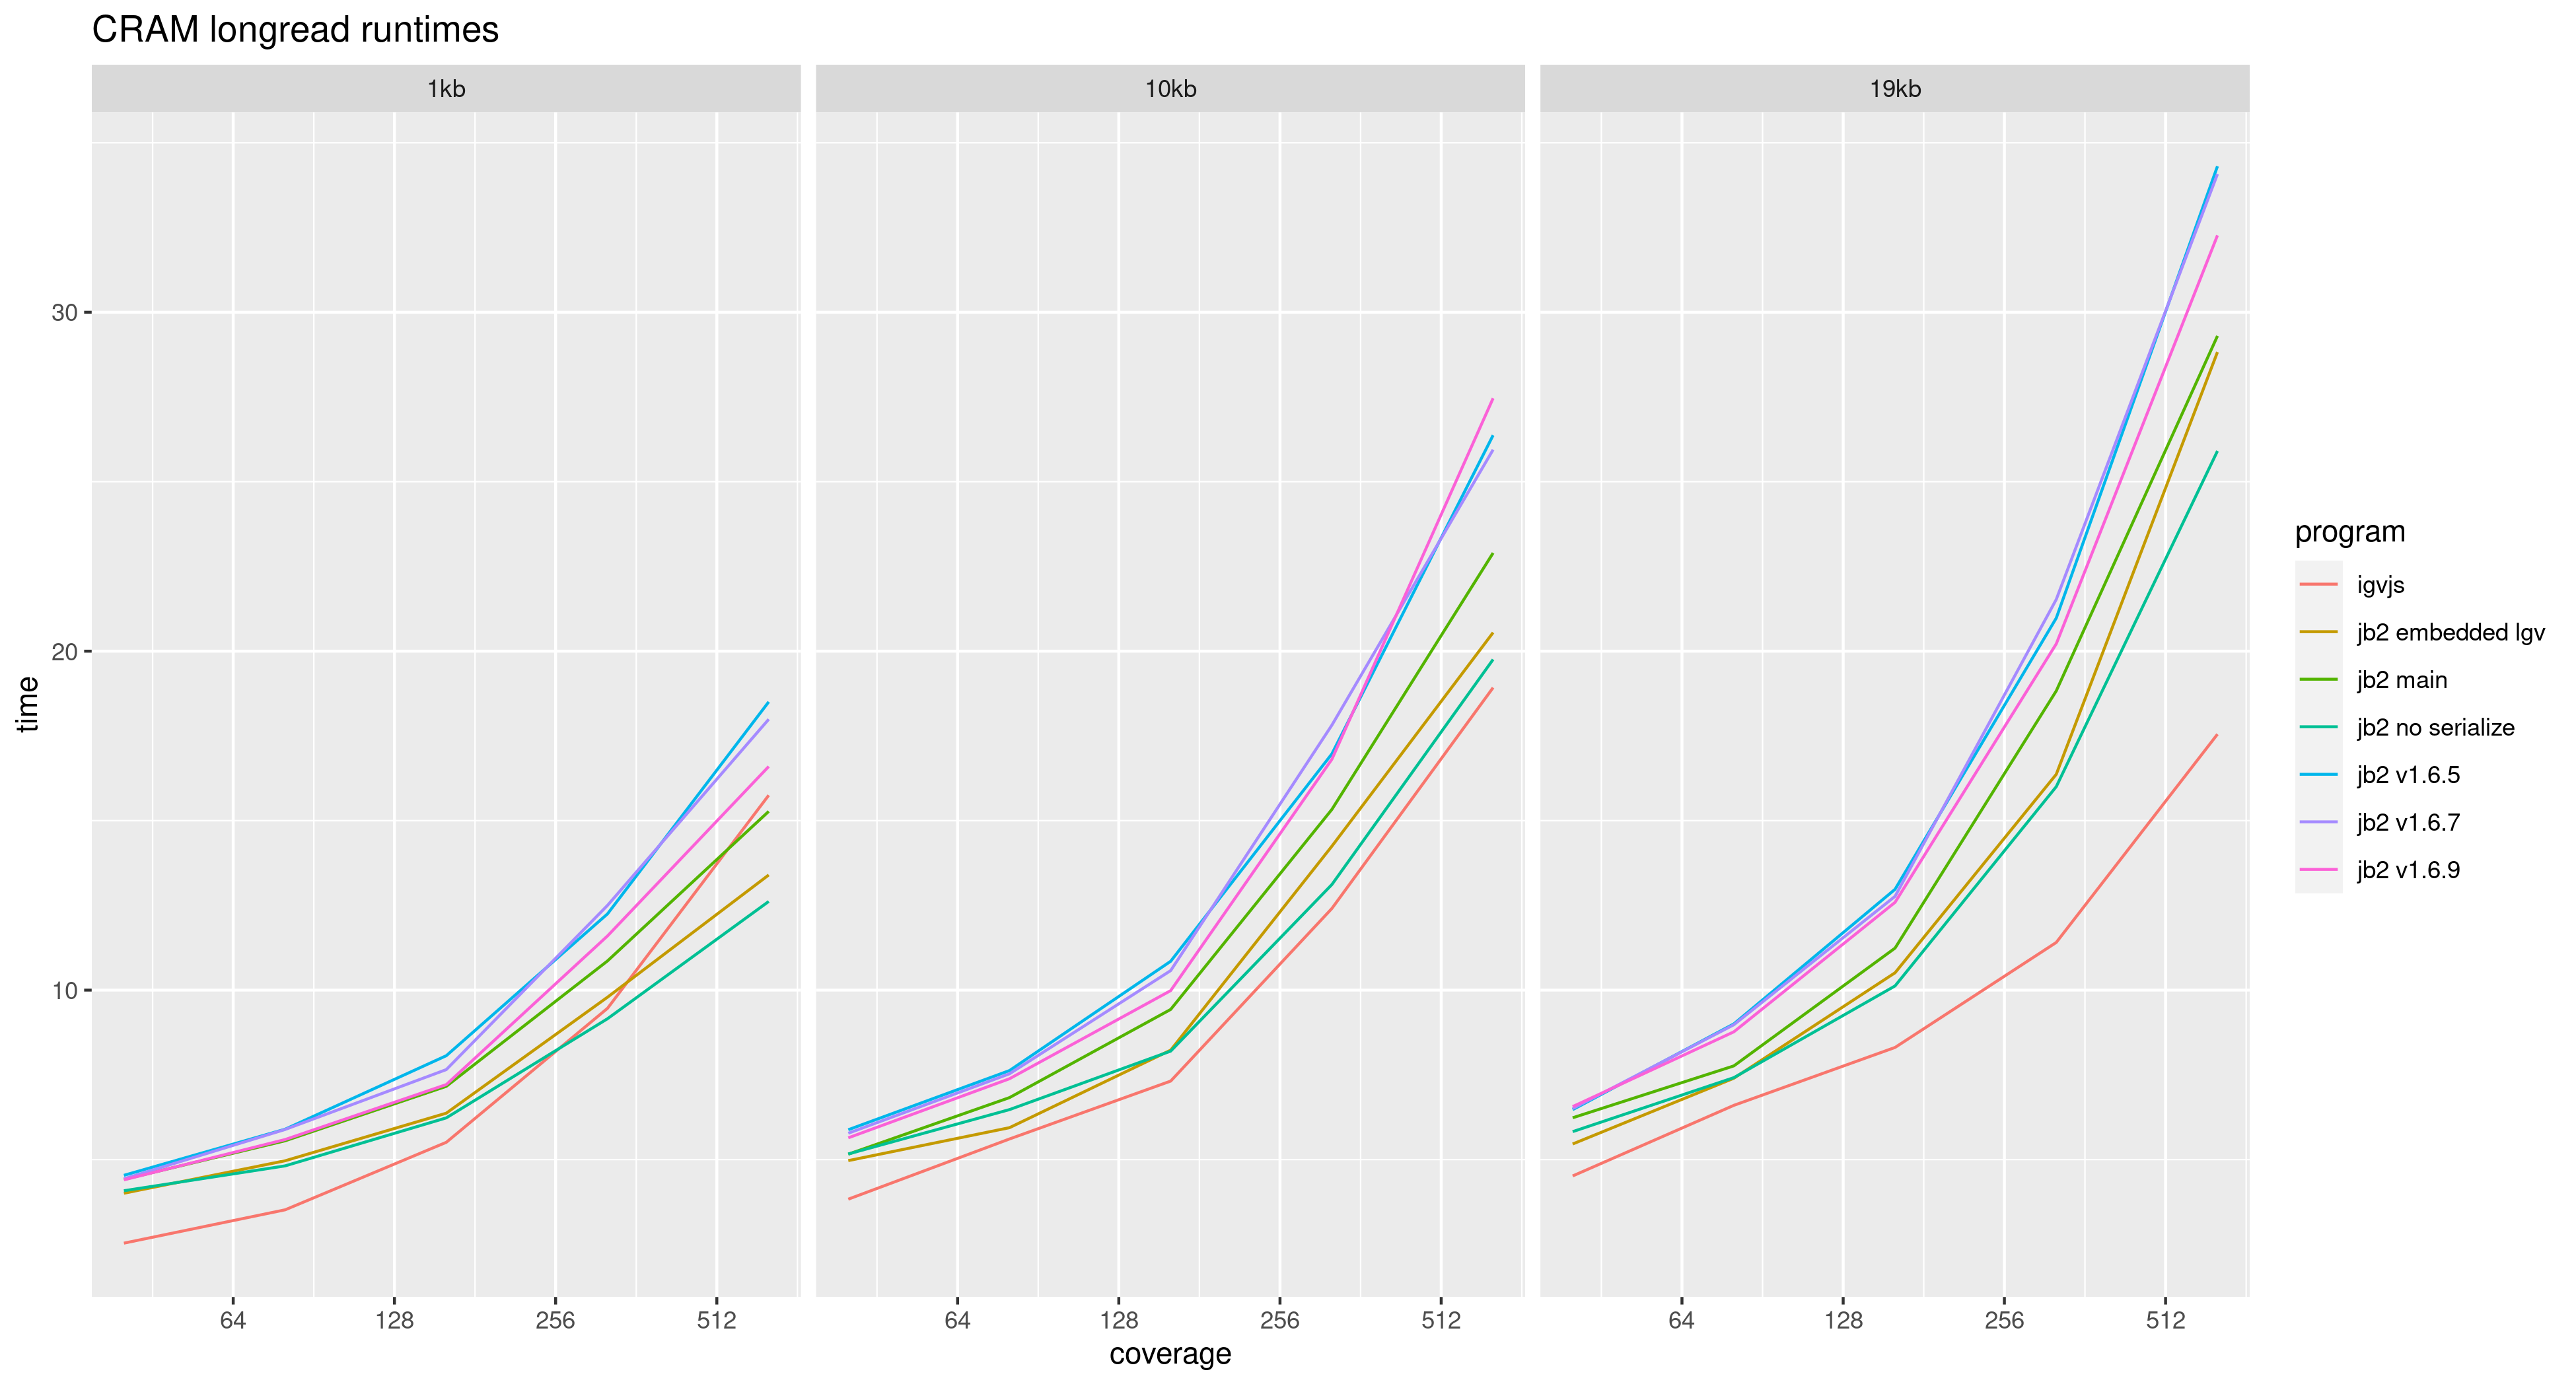 CRAM longread runtimes
1kb
10kb
19kb
30
20
10
time
64
128
256
512
64
128
256
512
64
128
256
512
coverage
program
igvjs
jb2 embedded lgv
jb2 main
jb2 no serialize
jb2 v1.6.5
jb2 v1.6.7
jb2 v1.6.9